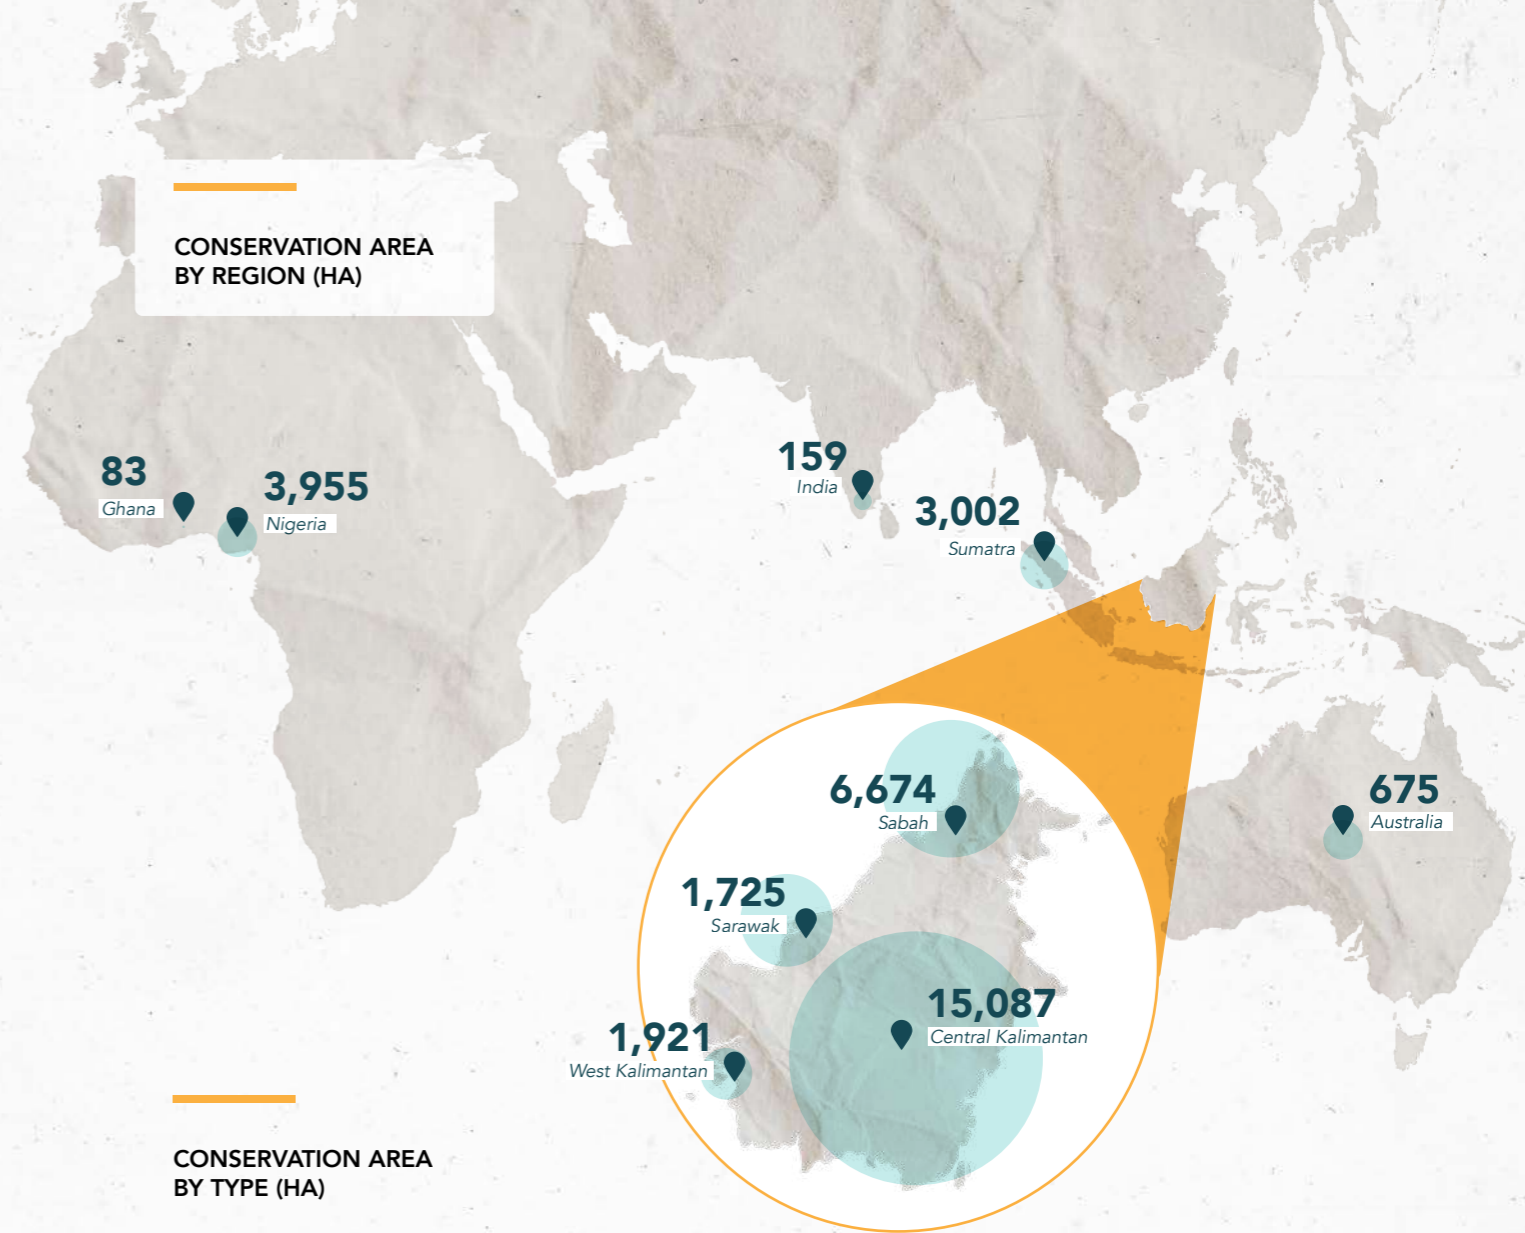 CONSERVATION AREA
BY REGION (HA)
83
Ghana
3,955
Nigeria
159
India
3,002
Sumatra
6,674
Sabah
675
Australia
1,725
Sarawak
15,087
Central Kalimantan
1,921
West Kalimantan
CONSERVATION AREA
BY TYPE (HA)